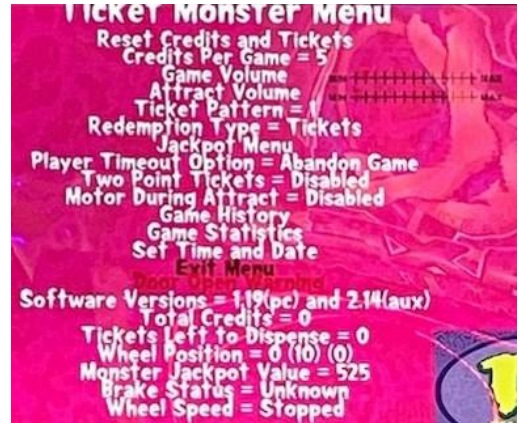 Ticket Monster Menu
Reset Credits and Tickets
Credits Per Game = 5
Game Volume MIN MAX
Attract Volume MIN MAX
Ticket Pattern = 1
Redemption Type = Tickets
Jackpot Menu
Player Timeout Option = Abandon Game
Two Point Tickets = Disabled
Motor During Attract = Disabled
Game History
Game Statistics
Set Time and Date
Exit Menu
Door Open Warning
Software Versions = 1.19(pc) and 2.14(aux)
Total Credits = 0
Tickets Left to Dispense = 0
Wheel Position = 0 (10) (0)
Monster Jackpot Value = 525
Brake Status = Unknown
Wheel Speed = Stopped